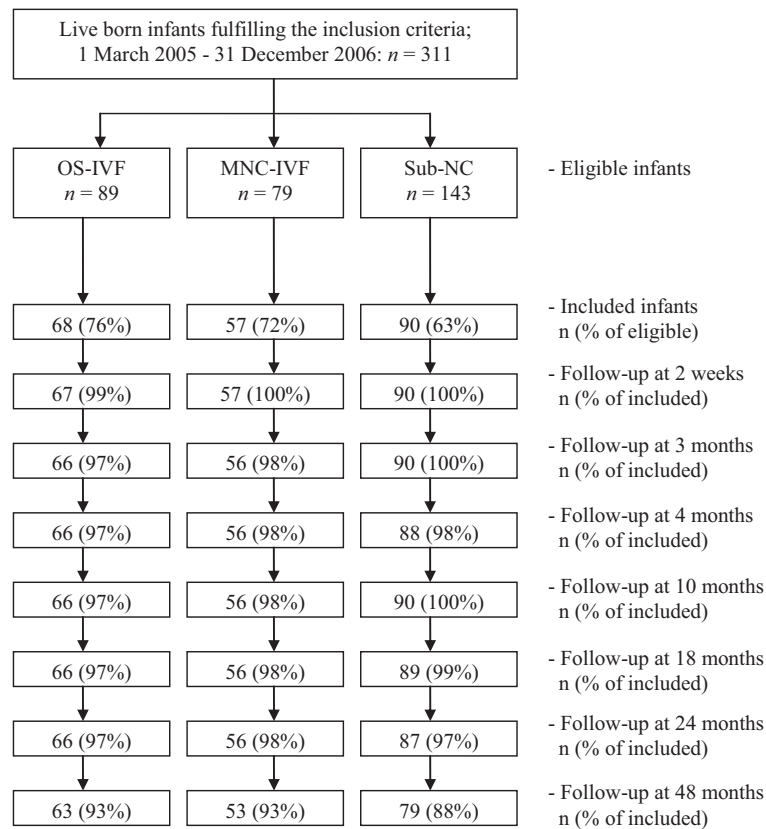 Live born infants fulfilling the inclusion criteria;
1 March 2005 - 31 December 2006: n = 311
OS-IVF
n = 89
MNC-IVF
n = 79
Sub-NC
n = 143
- Eligible infants
68 (76%)
57 (72%)
90 (63%)
- Included infants
n (% of eligible)
67 (99%)
57 (100%)
90 (100%)
- Follow-up at 2 weeks
n (% of included)
66 (97%)
56 (98%)
90 (100%)
- Follow-up at 3 months
n (% of included)
66 (97%)
56 (98%)
88 (98%)
- Follow-up at 4 months
n (% of included)
66 (97%)
56 (98%)
90 (100%)
- Follow-up at 10 months
n (% of included)
66 (97%)
56 (98%)
89 (99%)
- Follow-up at 18 months
n (% of included)
66 (97%)
56 (98%)
87 (97%)
- Follow-up at 24 months
n (% of included)
63 (93%)
53 (93%)
79 (88%)
- Follow-up at 48 months
n (% of included)